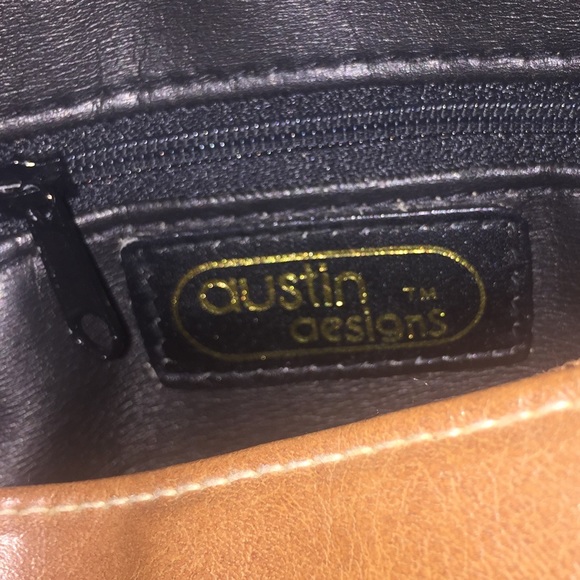 austin ™
designs